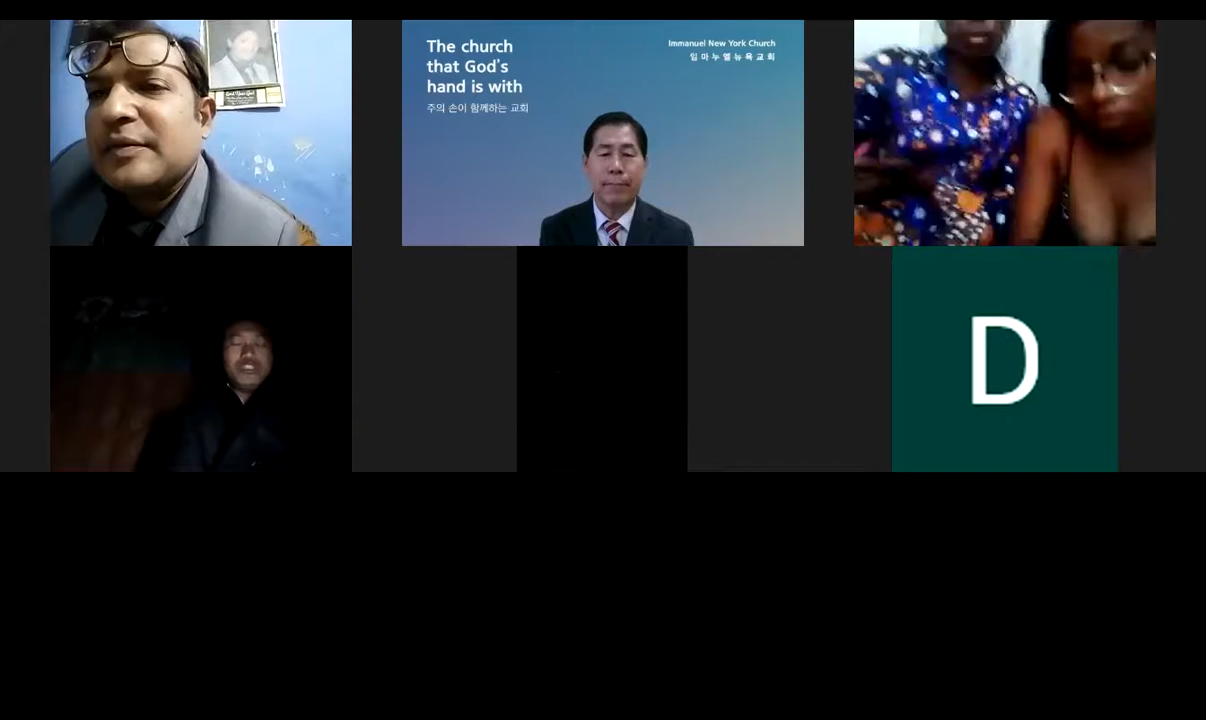 The church
that God's
hand is with
주의 손이 함께하는 교회
Immanuel New York Church
임마누엘뉴욕교회
D